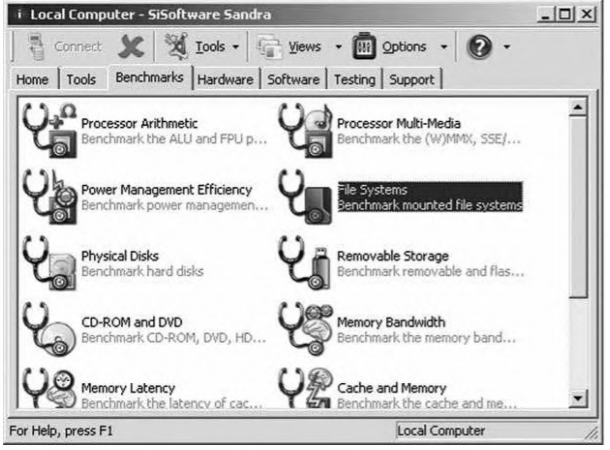 Local Computer - SiSoftware Sandra
Connect Tools Views Options
Home Tools Benchmarks Hardware Software Testing Support
Processor Arithmetic
Benchmark the ALU and FPU p...
Processor Multi-Media
Benchmark the (W)MMX, SSE/...
Power Management Efficiency
Benchmark power managemen...
File Systems
Benchmark mounted file systems
Physical Disks
Benchmark hard disks
Removable Storage
Benchmark removable and flas...
CD-ROM and DVD
Benchmark CD-ROM, DVD, HD...
Memory Bandwidth
Benchmark the memory band...
Memory Latency
Benchmark the latency of cac...
Cache and Memory
Benchmark the cache and me...
For Help, press F1
Local Computer